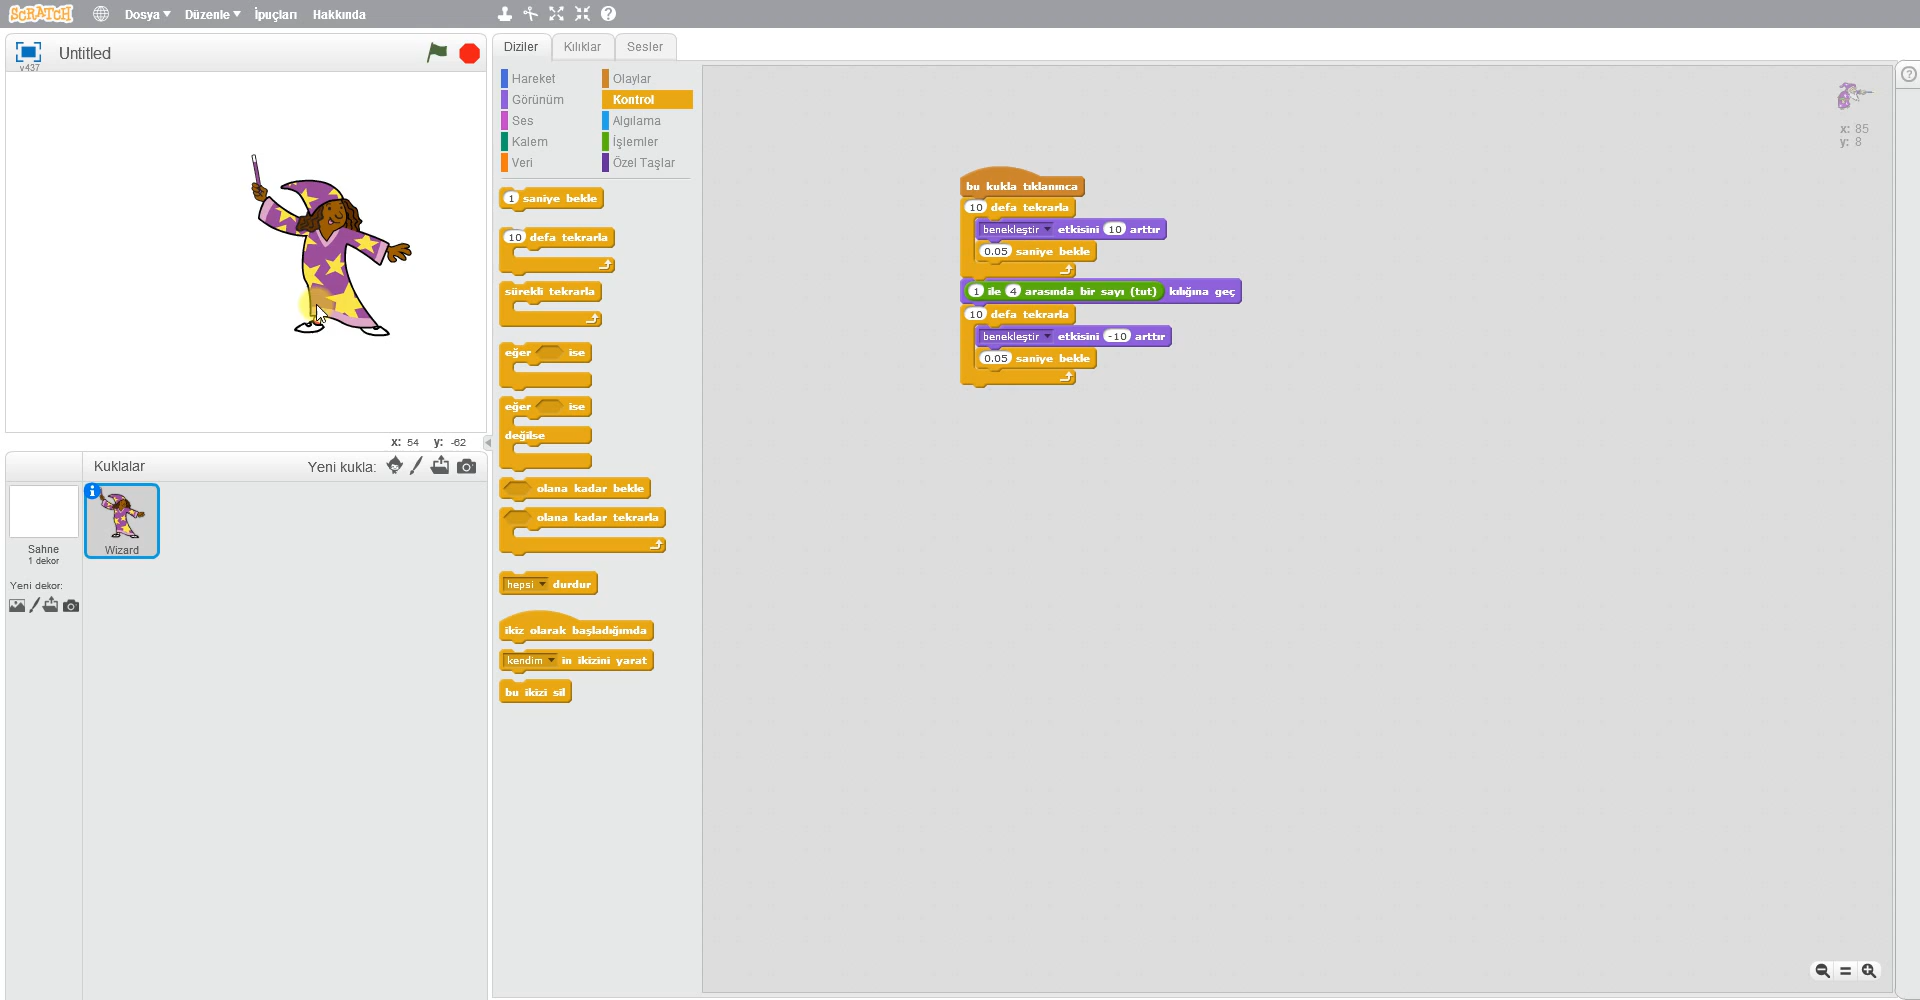 SCRATCH
Dosya
Düzenle
İpuçları
Hakkında
v437
Untitled
Diziler
Kılıklar
Sesler
Hareket
Görünüm
Ses
Kalem
Veri
Olaylar
Kontrol
Algılama
İşlemler
Özel Taşlar
1 saniye bekle
10 defa tekrarla
sürekli tekrarla
eğer ise
eğer ise
değilse
olana kadar bekle
olana kadar tekrarla
hepsi durdur
ikiz olarak başladığımda
kendim in ikizini yarat
bu ikizi sil
bu kukla tıklanınca
10 defa tekrarla
benekleştir etkisini 10 arttır
0.05 saniye bekle
1 ile 4 arasında bir sayı (tut) kılığına geç
10 defa tekrarla
benekleştir etkisini -10 arttır
0.05 saniye bekle
x: 85
y: 8
x: 54 y: -62
Kuklalar
Yeni kukla:
Wizard
Sahne
1 dekor
Yeni dekor: